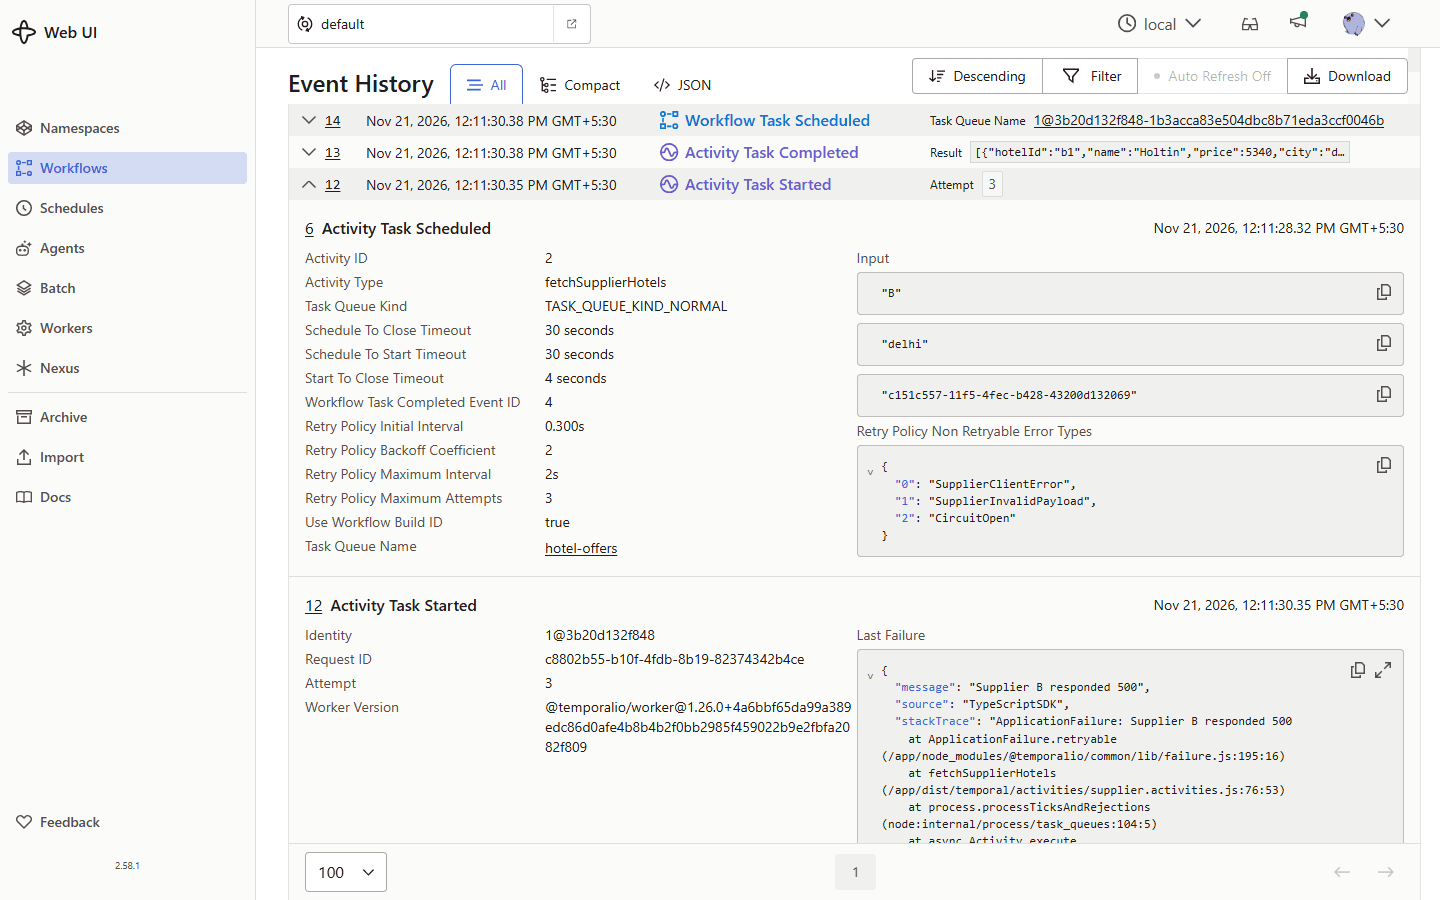 Web UI
default
local
Namespaces
Workflows
Schedules
Agents
Batch
Workers
Nexus
Archive
Import
Docs
Feedback
2.58.1
Event History
All
Compact
JSON
Descending
Filter
Auto Refresh Off
Download
14 Nov 21, 2026, 12:11:30.38 PM GMT+5:30 Workflow Task Scheduled Task Queue Name 1@3b20d132f848-1b3acca83e504dbc8b71eda3ccf0046b
13 Nov 21, 2026, 12:11:30.38 PM GMT+5:30 Activity Task Completed Result [{"hotelId":"b1","name":"Holtin","price":5340,"city":"d…
12 Nov 21, 2026, 12:11:30.35 PM GMT+5:30 Activity Task Started Attempt 3
6 Activity Task Scheduled Nov 21, 2026, 12:11:28.32 PM GMT+5:30
Activity ID 2
Activity Type fetchSupplierHotels
Task Queue Kind TASK_QUEUE_KIND_NORMAL
Schedule To Close Timeout 30 seconds
Schedule To Start Timeout 30 seconds
Start To Close Timeout 4 seconds
Workflow Task Completed Event ID 4
Retry Policy Initial Interval 0.300s
Retry Policy Backoff Coefficient 2
Retry Policy Maximum Interval 2s
Retry Policy Maximum Attempts 3
Use Workflow Build ID true
Task Queue Name hotel-offers
Input
"B"
"delhi"
"c151c557-11f5-4fec-b428-43200d132069"
Retry Policy Non Retryable Error Types
{
"0": "SupplierClientError",
"1": "SupplierInvalidPayload",
"2": "CircuitOpen"
}
12 Activity Task Started Nov 21, 2026, 12:11:30.35 PM GMT+5:30
Identity 1@3b20d132f848
Request ID c8802b55-b10f-4fdb-8b19-82374342b4ce
Attempt 3
Worker Version @temporalio/worker@1.26.0+4a6bbf65da99a389
edc86d0afe4b8b4b2f0bb2985f459022b9e2fbfa20
82f809
Last Failure
{
"message": "Supplier B responded 500",
"source": "TypeScriptSDK",
"stackTrace": "ApplicationFailure: Supplier B responded 500
at ApplicationFailure.retryable
(/app/node_modules/@temporalio/common/lib/failure.js:195:16)
at fetchSupplierHotels
(/app/dist/temporal/activities/supplier.activities.js:76:53)
at process.processTicksAndRejections
(node:internal/process/task_queues:104:5)
at async Activity.execute
100
1